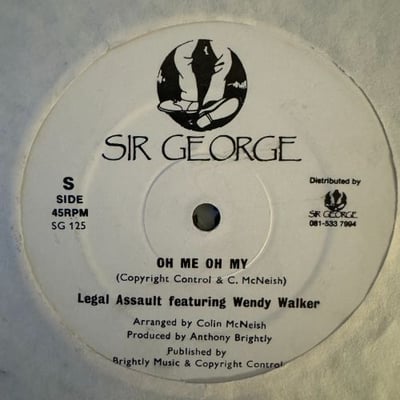 SIR GEORGE
S
SIDE
45RPM
SG 125
Distributed by
SIR GEORGE
081-533 7994
OH ME OH MY
(Copyright Control & C. McNeish)
Legal Assault featuring Wendy Walker
Arranged by Colin McNeish
Produced by Anthony Brightly
Published by
Brightly Music & Copyright Control